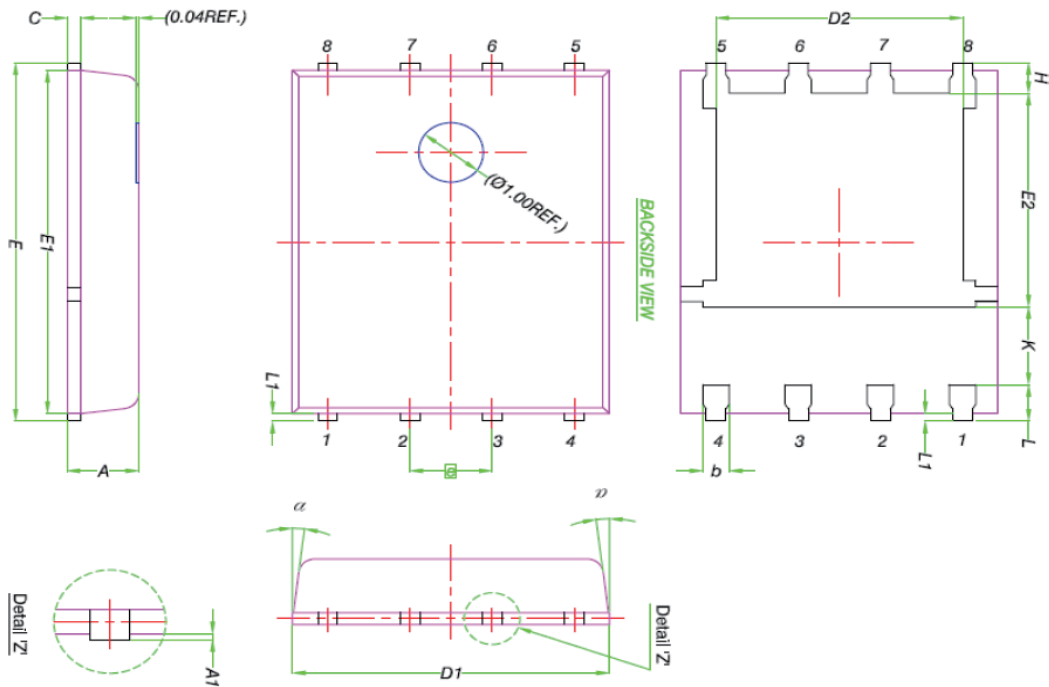 C
(0.04REF.)
E
E1
A
8
7
6
5
(Ø1.00REF.)
L1
1
2
3
4
e
BACKSIDE VIEW
D2
5
6
7
8
H
E2
K
L
L1
4
3
2
1
b
Detail 'Z'
A1
α
α
D1
Detail 'Z'